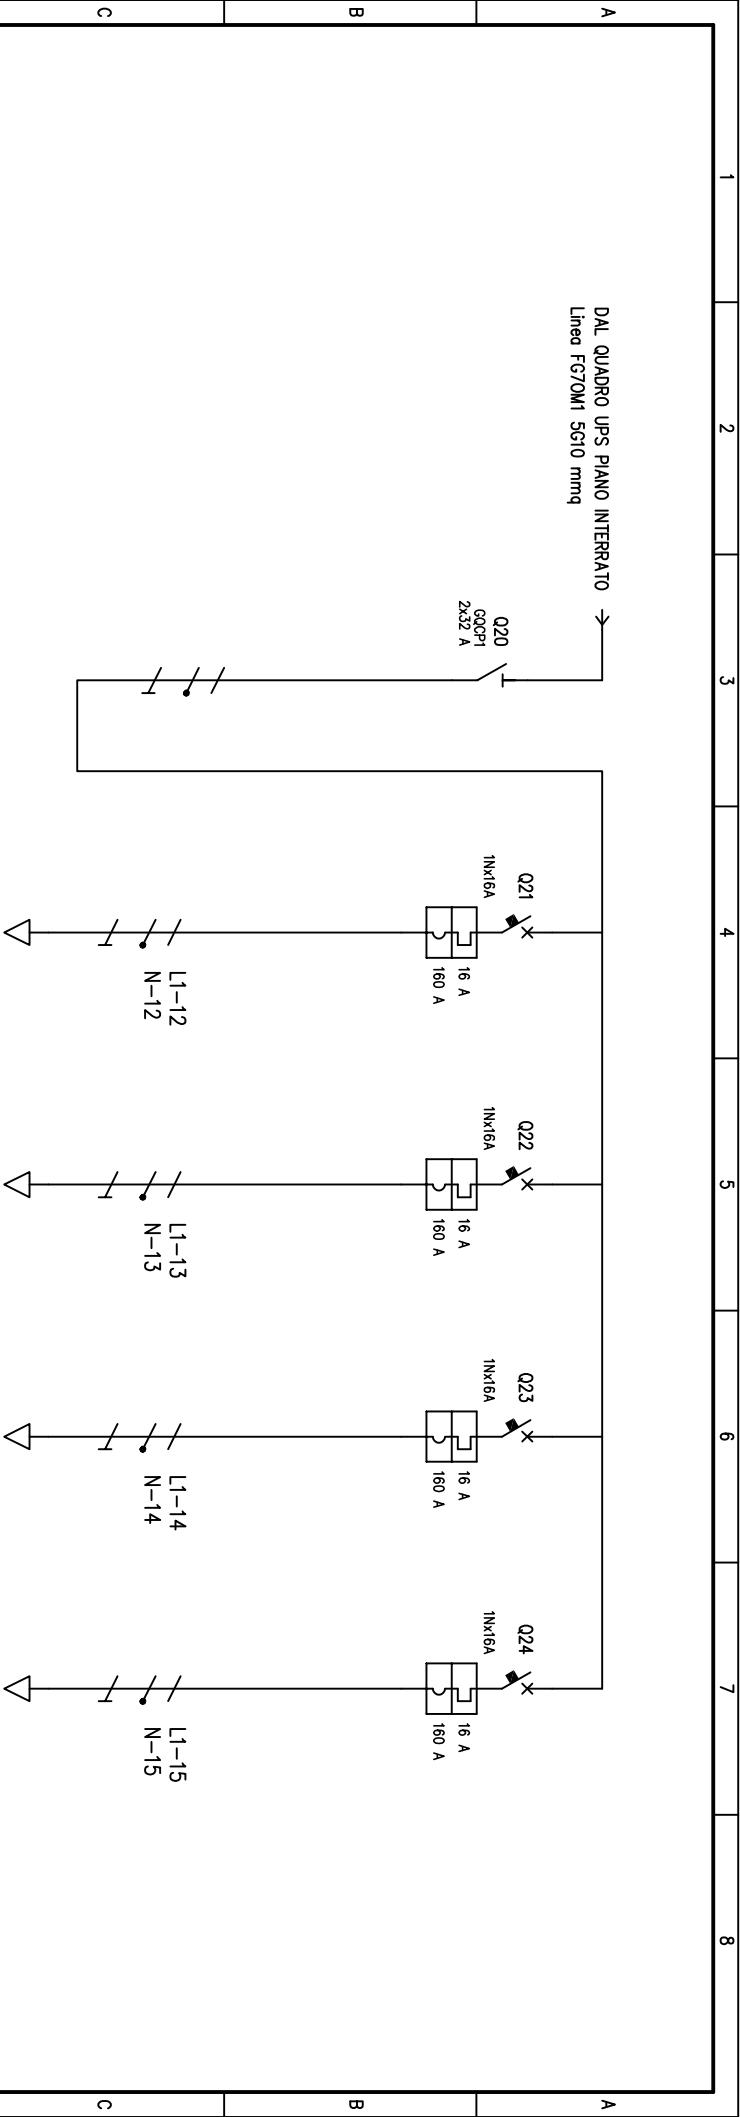 1
2
3
4
5
6
7
8
A
A
DAL QUADRO UPS PIANO INTERRATO
Linea FG7OM1 5G10 mmq
Q20
GQCP1
2x32 A
Q21
1Nx16A
16 A
160 A
Q22
1Nx16A
16 A
160 A
Q23
1Nx16A
16 A
160 A
Q24
1Nx16A
16 A
160 A
B
B
L1-12
N-12
L1-13
N-13
L1-14
N-14
L1-15
N-15
C
C